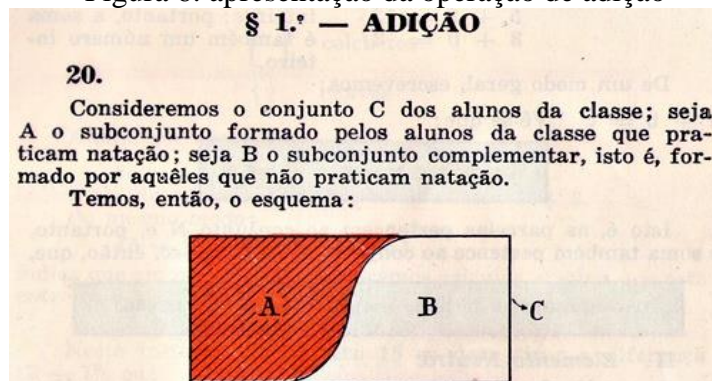 Figura 6: apresentação da operação de adição
§ 1.º — ADIÇÃO
20.
Consideremos o conjunto C dos alunos da classe; seja
A o subconjunto formado pelos alunos da classe que pra-
ticam natação; seja B o subconjunto complementar, isto é, for-
mado por aquêles que não praticam natação.
Temos, então, o esquema:
A B C